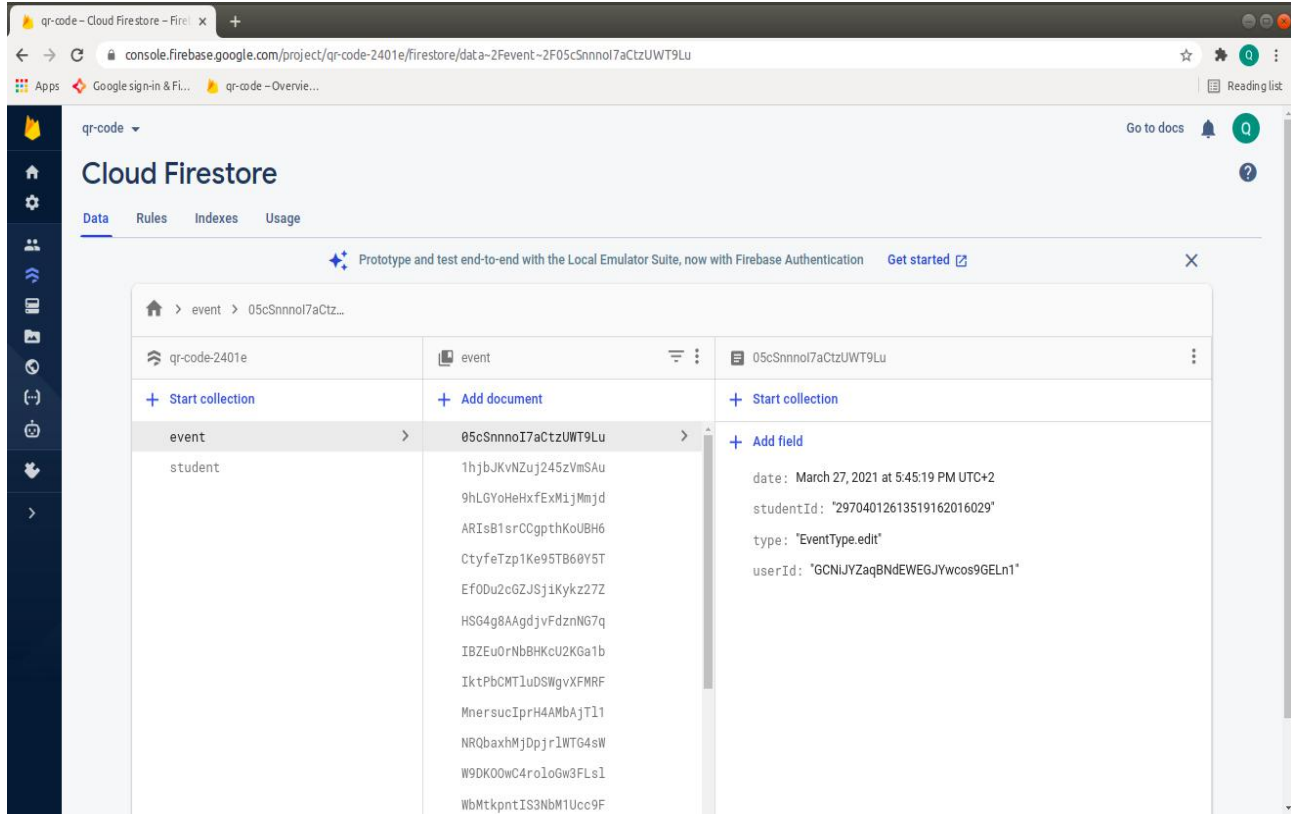 qr-code – Cloud Firestore – Fire
console.firebase.google.com/project/qr-code-2401e/firestore/data~2Fevent~2F05cSnnnoI7aCtzUWT9Lu
Q
Apps
Google sign-in & Fi...
qr-code – Overvie...
Reading list
qr-code
Go to docs
Q
Cloud Firestore
Data Rules Indexes Usage
Prototype and test end-to-end with the Local Emulator Suite, now with Firebase Authentication Get started
event > 05cSnnnoI7aCtz...
qr-code-2401e
event
05cSnnnoI7aCtzUWT9Lu
+ Start collection
+ Add document
+ Start collection
event
student
05cSnnnoI7aCtzUWT9Lu
1hjbJKvNZuj245zVmSAu
9hLGYoHeHxfExMijMmjd
ARIsB1srCCgpthKoUBH6
CtyfeTzp1Ke95TB60Y5T
EfODu2cGZJSjiKykz27Z
HSG4g8AAgdjvFdznNG7q
IBZEuOrNbBHKcU2KGa1b
IktPbCMTluDSWgvXFMRF
MnersucIprH4AMbAjTl1
NRQbaxhMjDpjrlWTG4sW
W9DKOOwC4roloGw3FLsl
WbMtkpntIS3NbM1Ucc9F
+ Add field
date: March 27, 2021 at 5:45:19 PM UTC+2
studentId: "29704012613519162016029"
type: "EventType.edit"
userId: "GCNiJYZaqBNdEWEGJYwcos9GELn1"